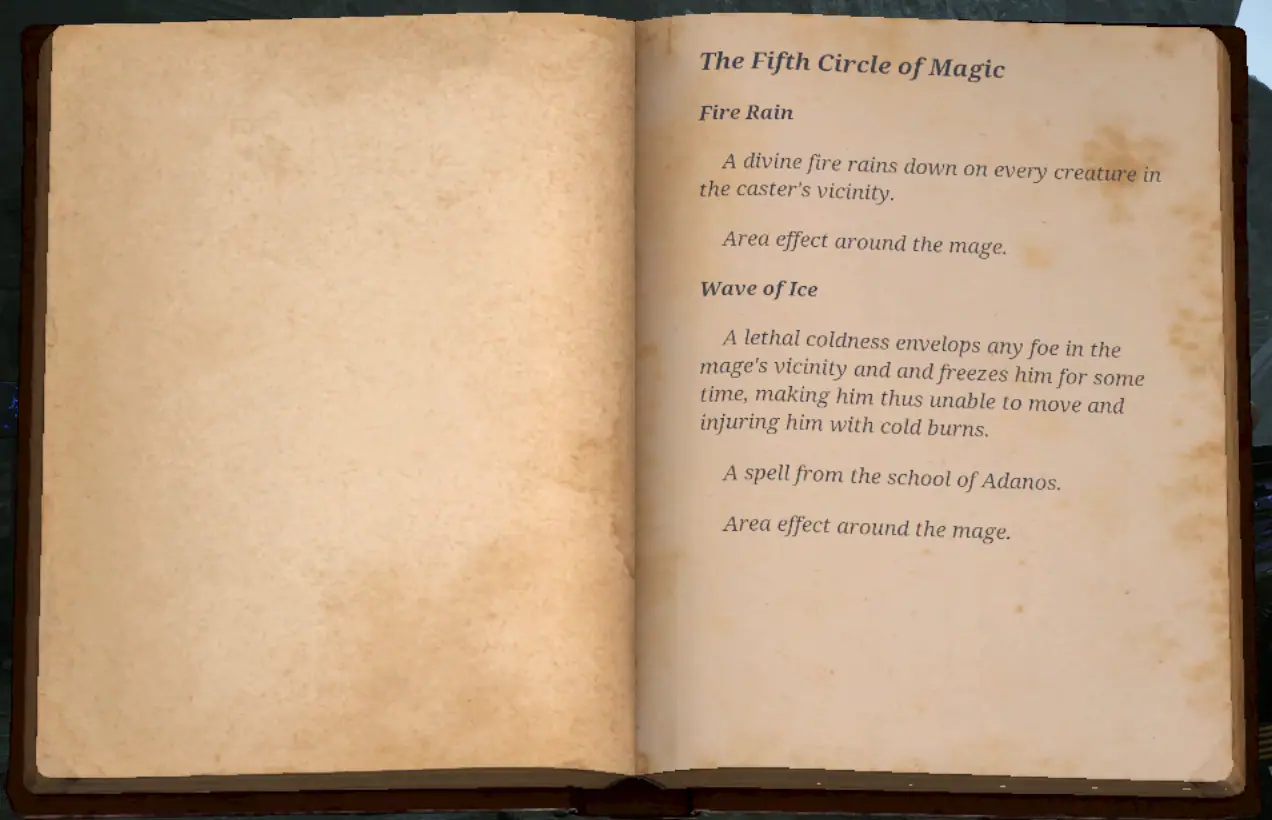 The Fifth Circle of Magic
Fire Rain
A divine fire rains down on every creature in
the caster's vicinity.
Area effect around the mage.
Wave of Ice
A lethal coldness envelops any foe in the
mage's vicinity and and freezes him for some
time, making him thus unable to move and
injuring him with cold burns.
A spell from the school of Adanos.
Area effect around the mage.